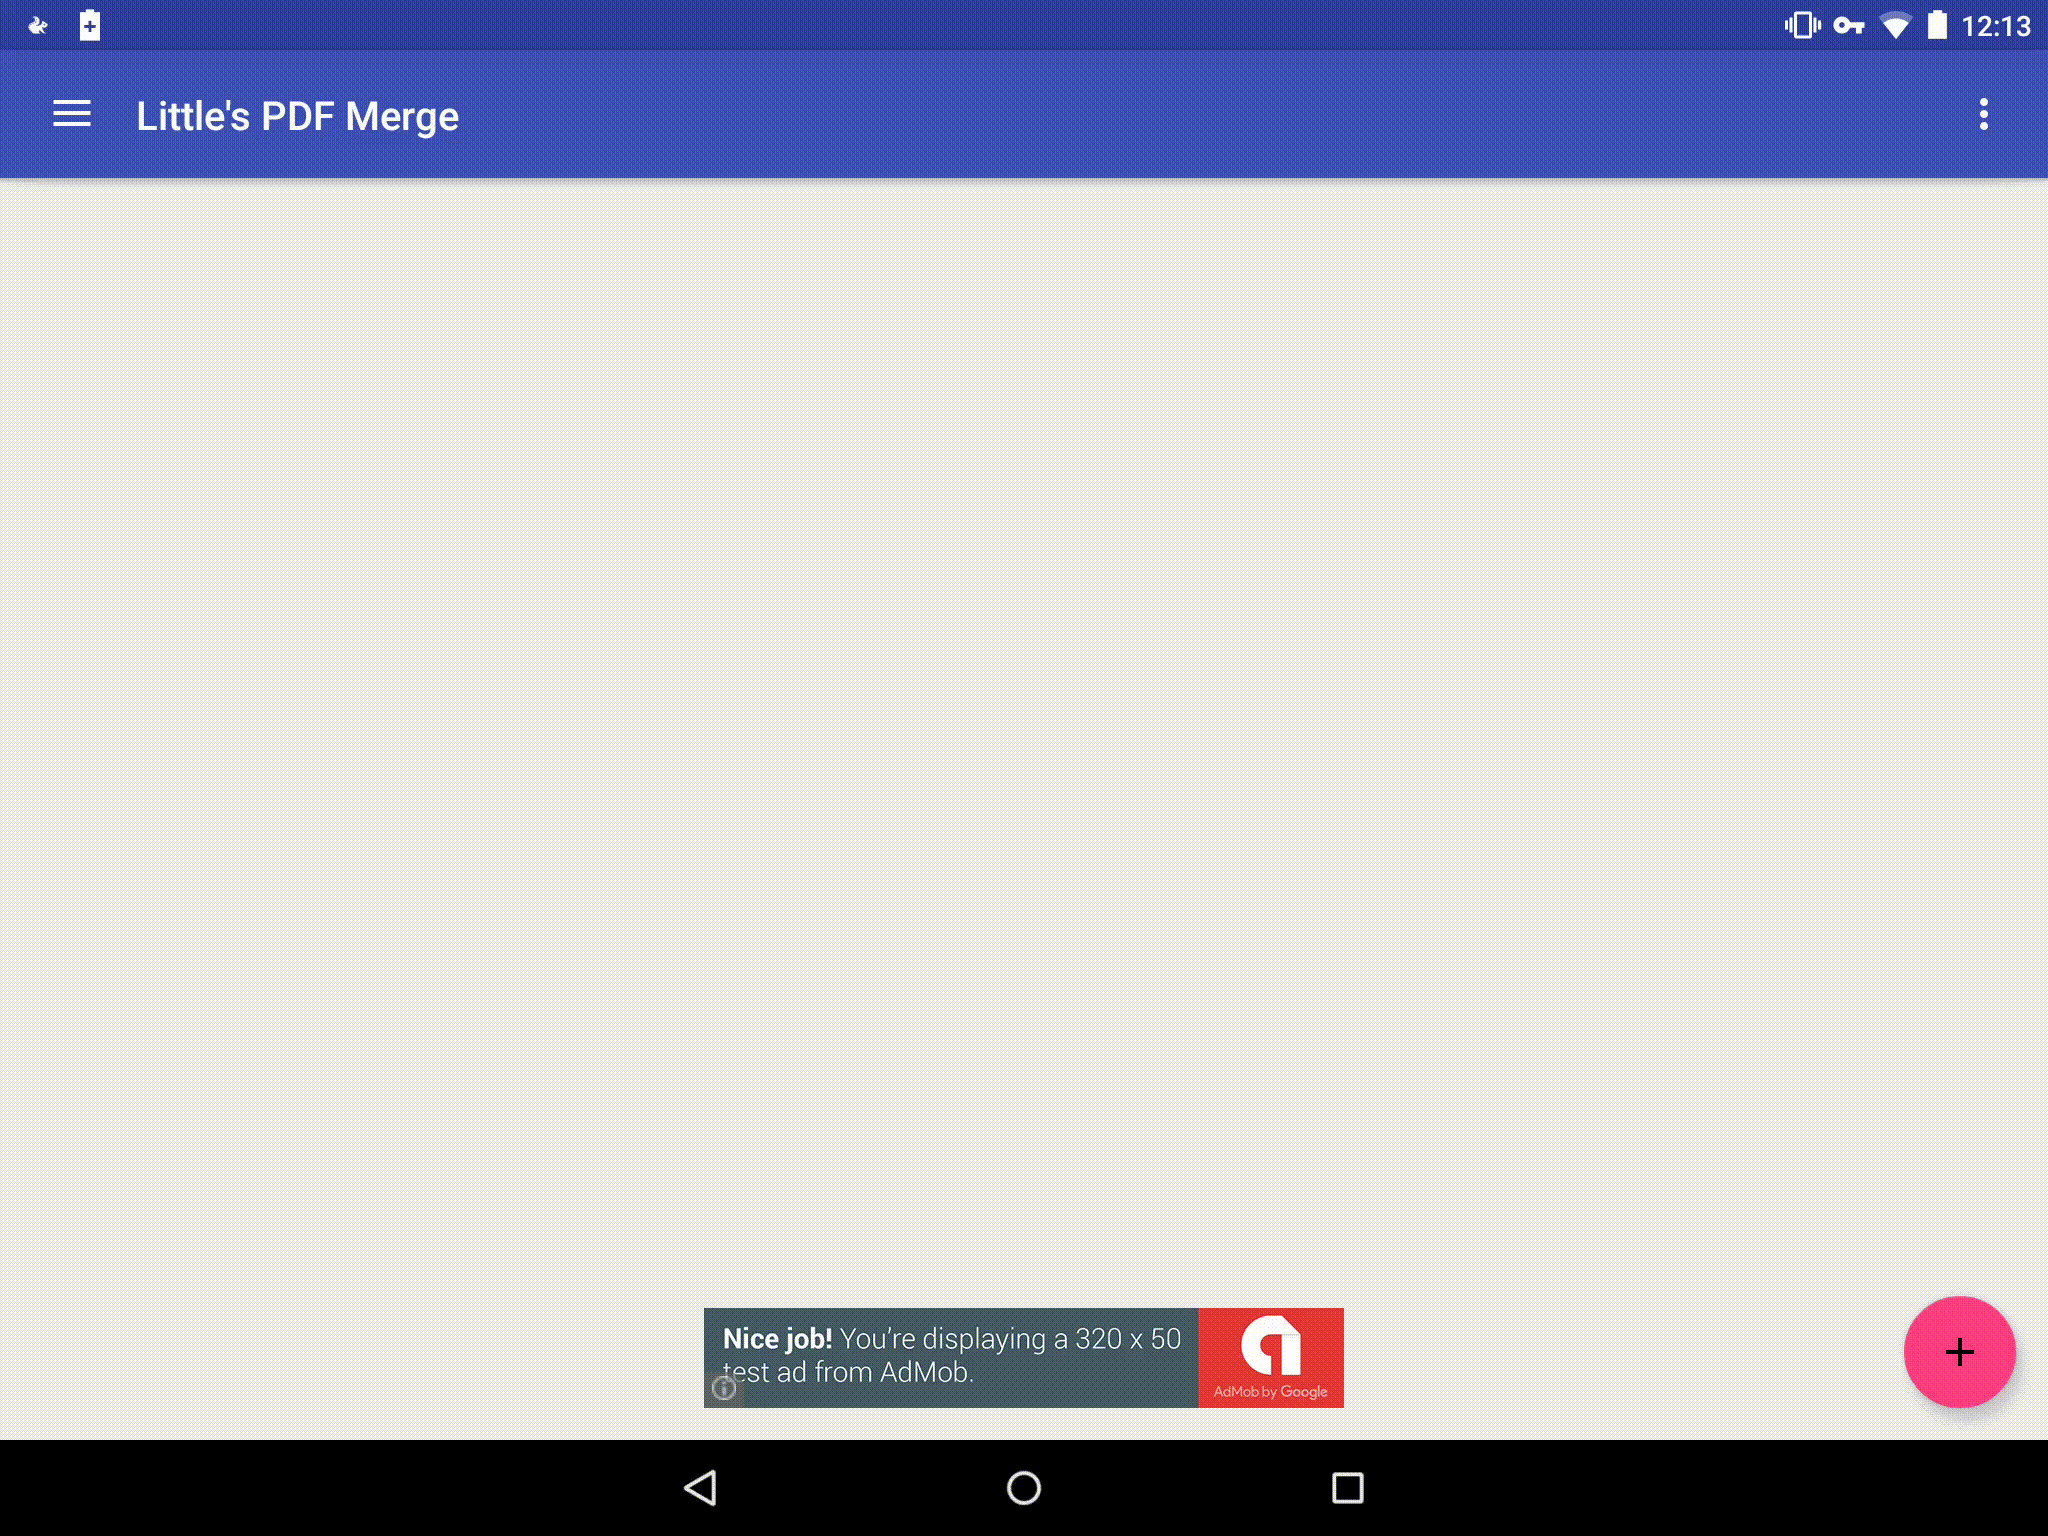 12:13
Little's PDF Merge
Nice job! You're displaying a 320 x 50
test ad from AdMob.
AdMob by Google